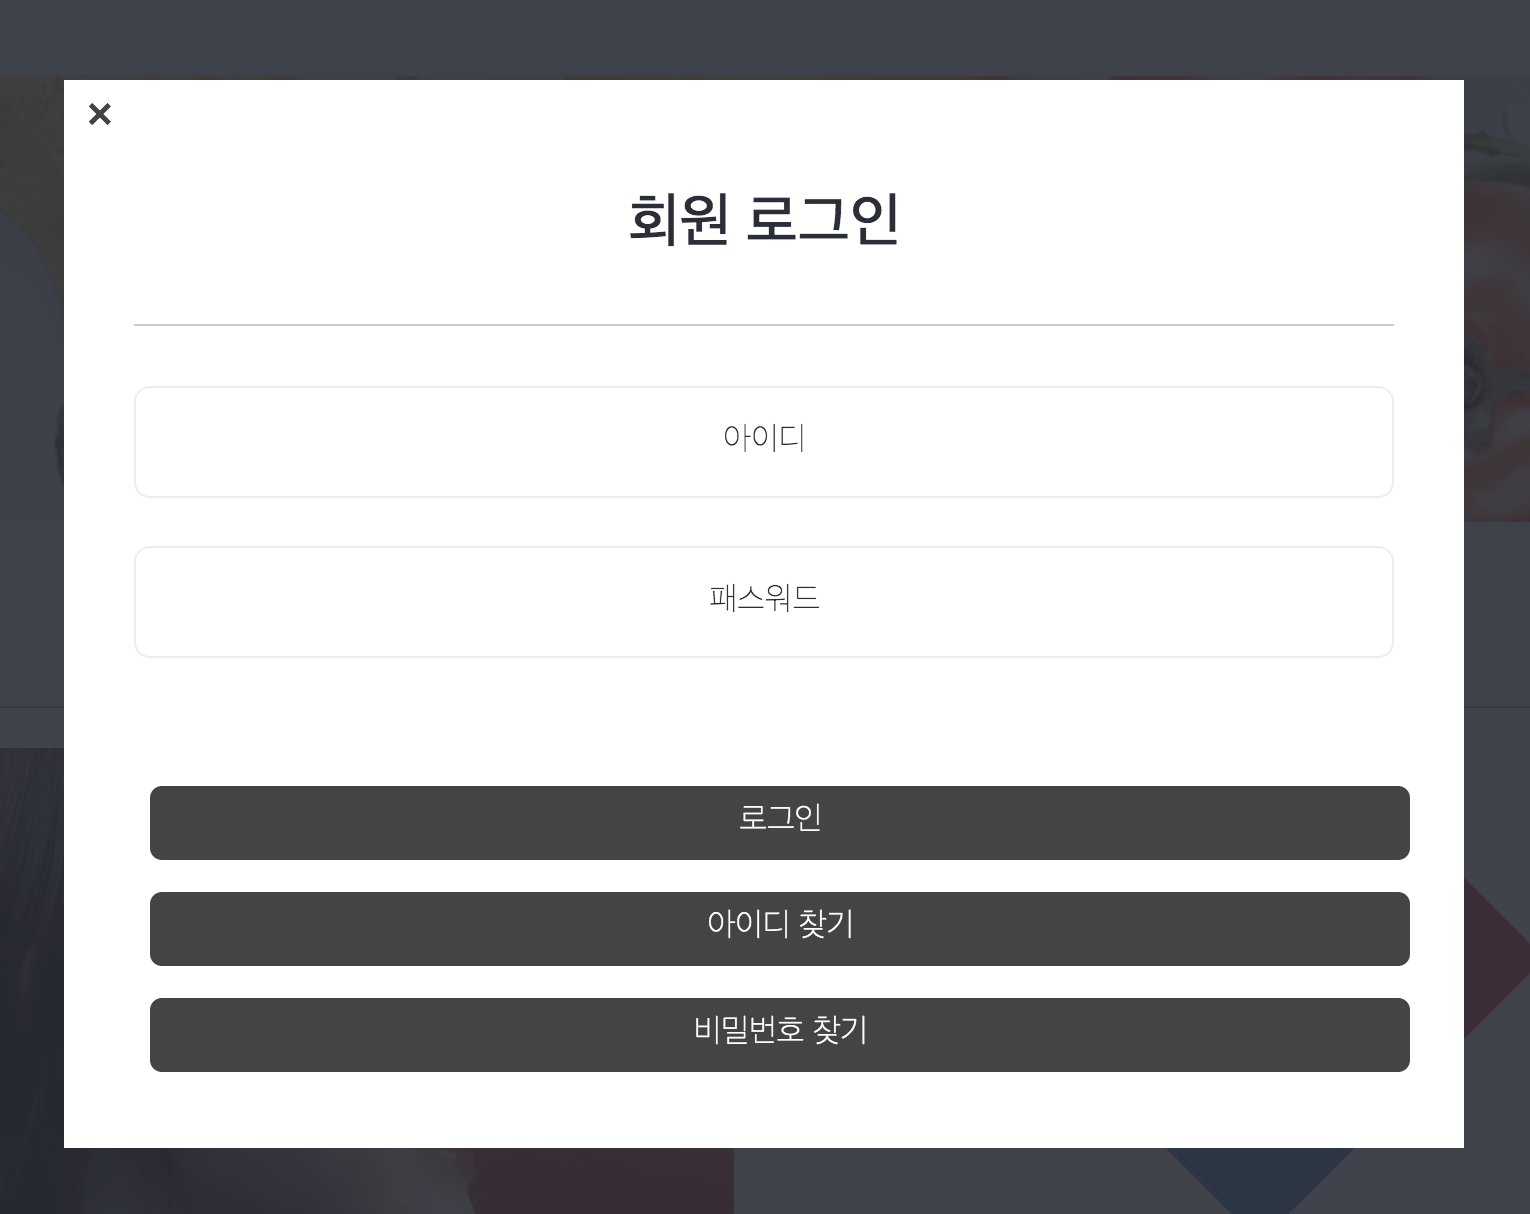 회원 로그인
아이디
패스워드
로그인
아이디 찾기
비밀번호 찾기